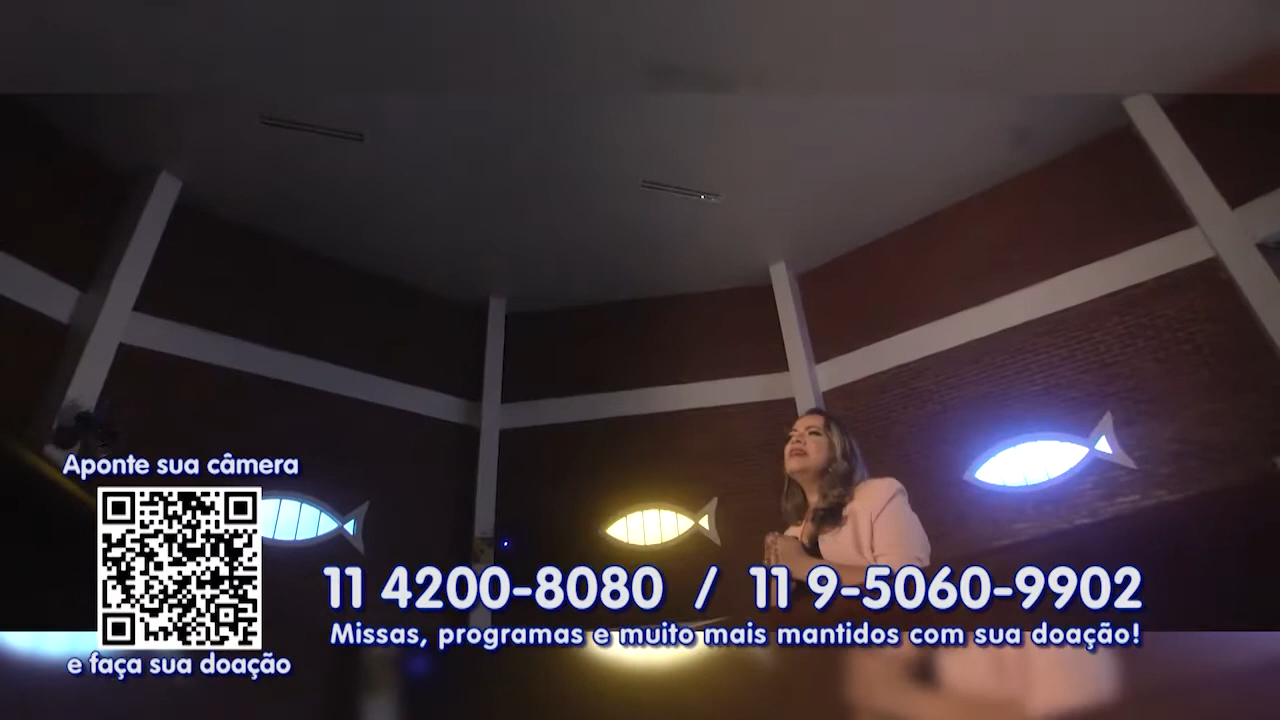 Aponte sua câmera
11 4200-8080 / 11 9-5060-9902
Missas, programas e muito mais mantidos com sua doação!
e faça sua doação